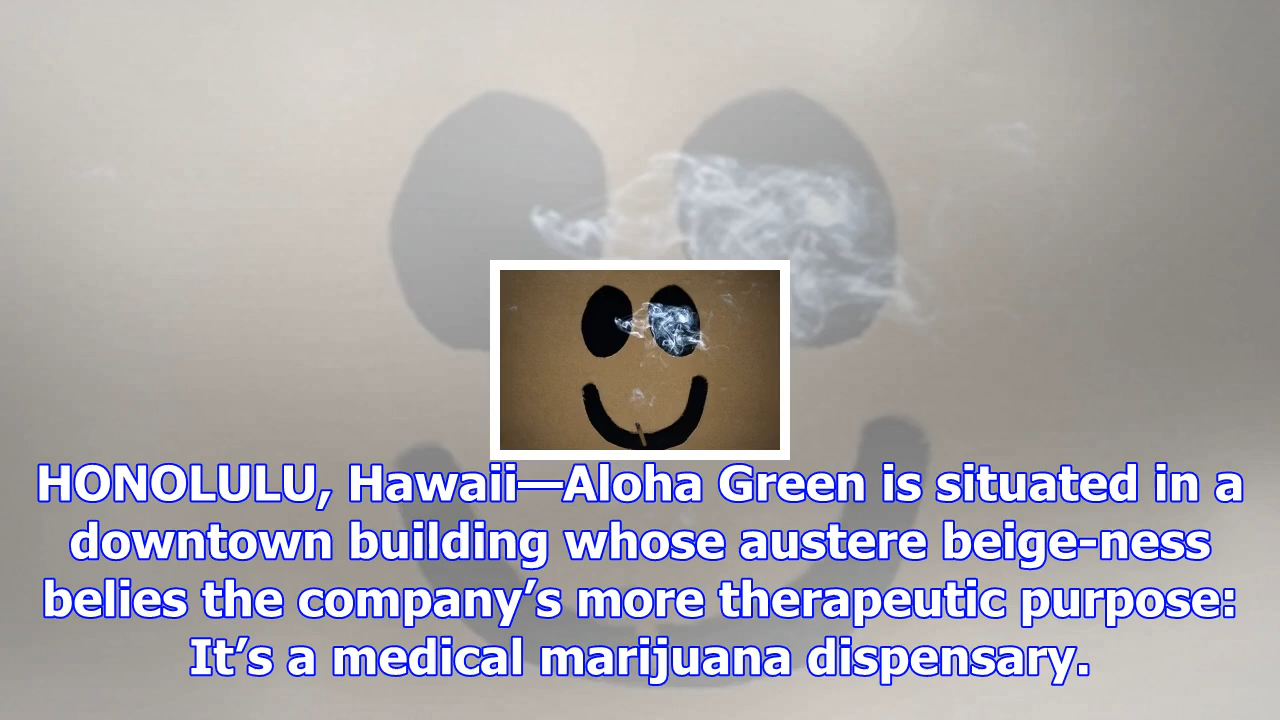 HONOLULU, Hawaii—Aloha Green is situated in a
downtown building whose austere beige-ness
belies the company’s more therapeutic purpose:
It’s a medical marijuana dispensary.